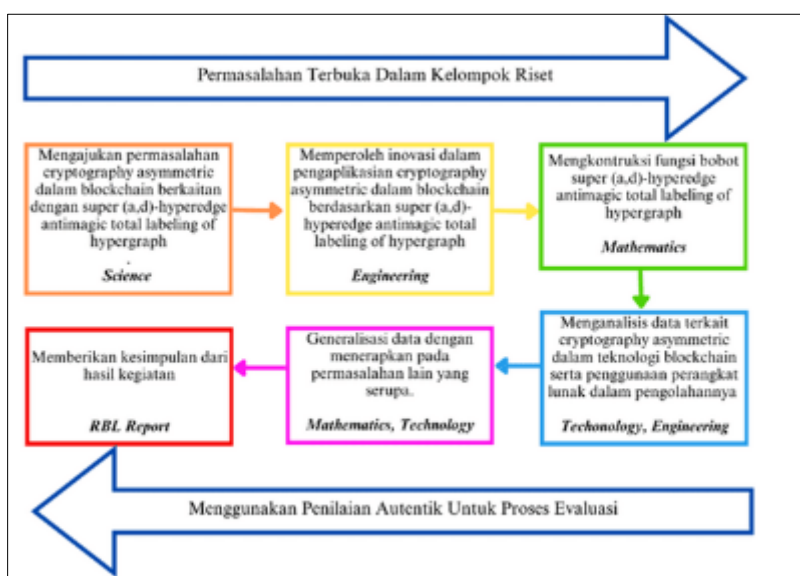 Permasalahan Terbuka Dalam Kelompok Riset
Mengajukan permasalahan
cryptography asymmetric
dalam blockchain berkaitan
dengan super (a,d)-hyperedge
antimagic total labeling of
hypergraph
.
Science
Memperoleh inovasi dalam
pengaplikasian cryptography
asymmetric dalam blockchain
berdasarkan super (a,d)-
hyperedge antimagic total
labeling of hypergraph
Engineering
Mengkontruksi fungsi bobot
super (a,d)-hyperedge
antimagic total labeling of
hypergraph
Mathematics
Menganalisis data terkait
cryptography asymmetric
dalam teknologi blockchain
serta penggunaan perangkat
lunak dalam pengolahannya
Techonology, Engineering
Generalisasi data dengan
menerapkan pada
permasalahan lain yang
serupa.
Mathematics, Technology
Memberikan kesimpulan dari
hasil kegiatan
RBL Report
Menggunakan Penilaian Autentik Untuk Proses Evaluasi